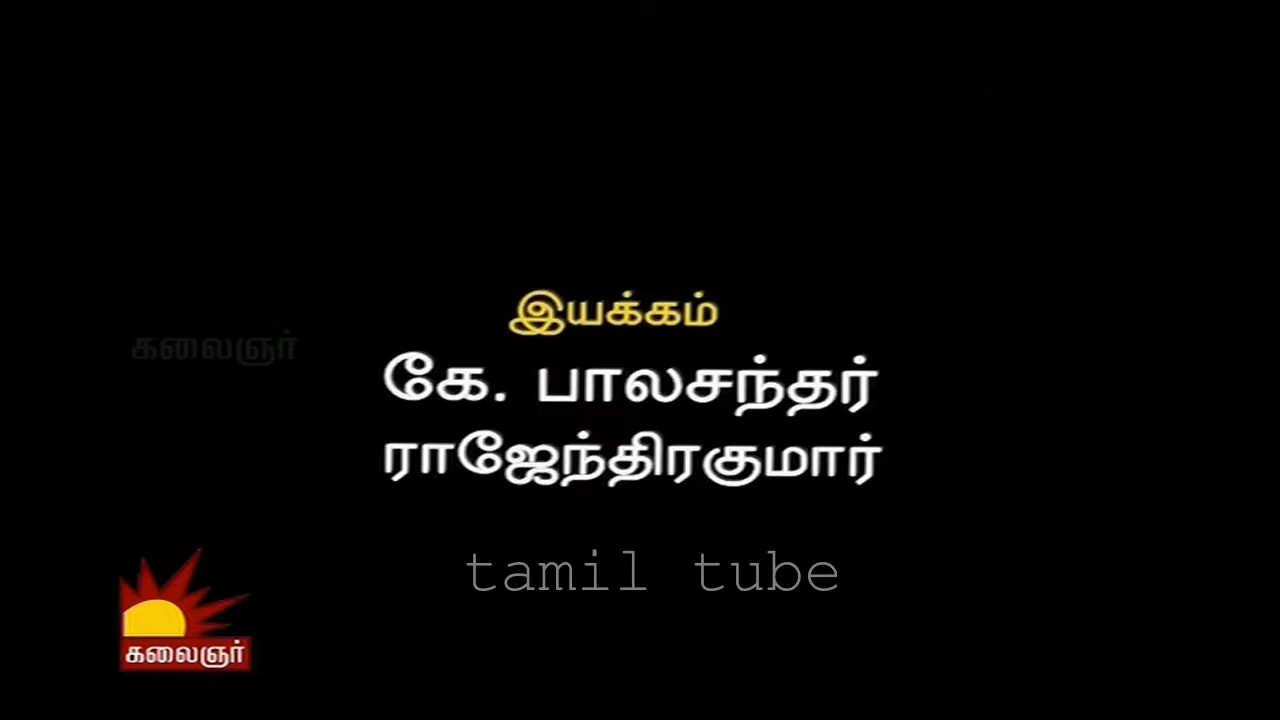 இயக்கம்
கலைஞர்
கே. பாலசந்தர்
ராஜேந்திரகுமார்
tamil tube
கலைஞர்